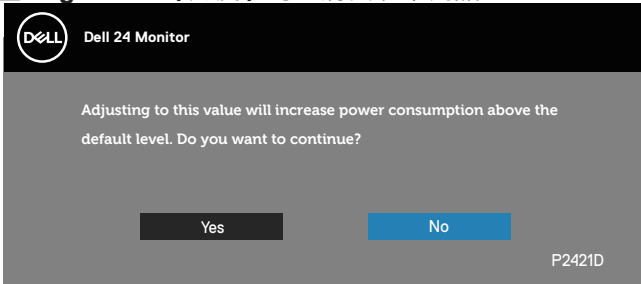 DELL
Dell 24 Monitor
Adjusting to this value will increase power consumption above the
default level. Do you want to continue?
Yes
No
P2421D